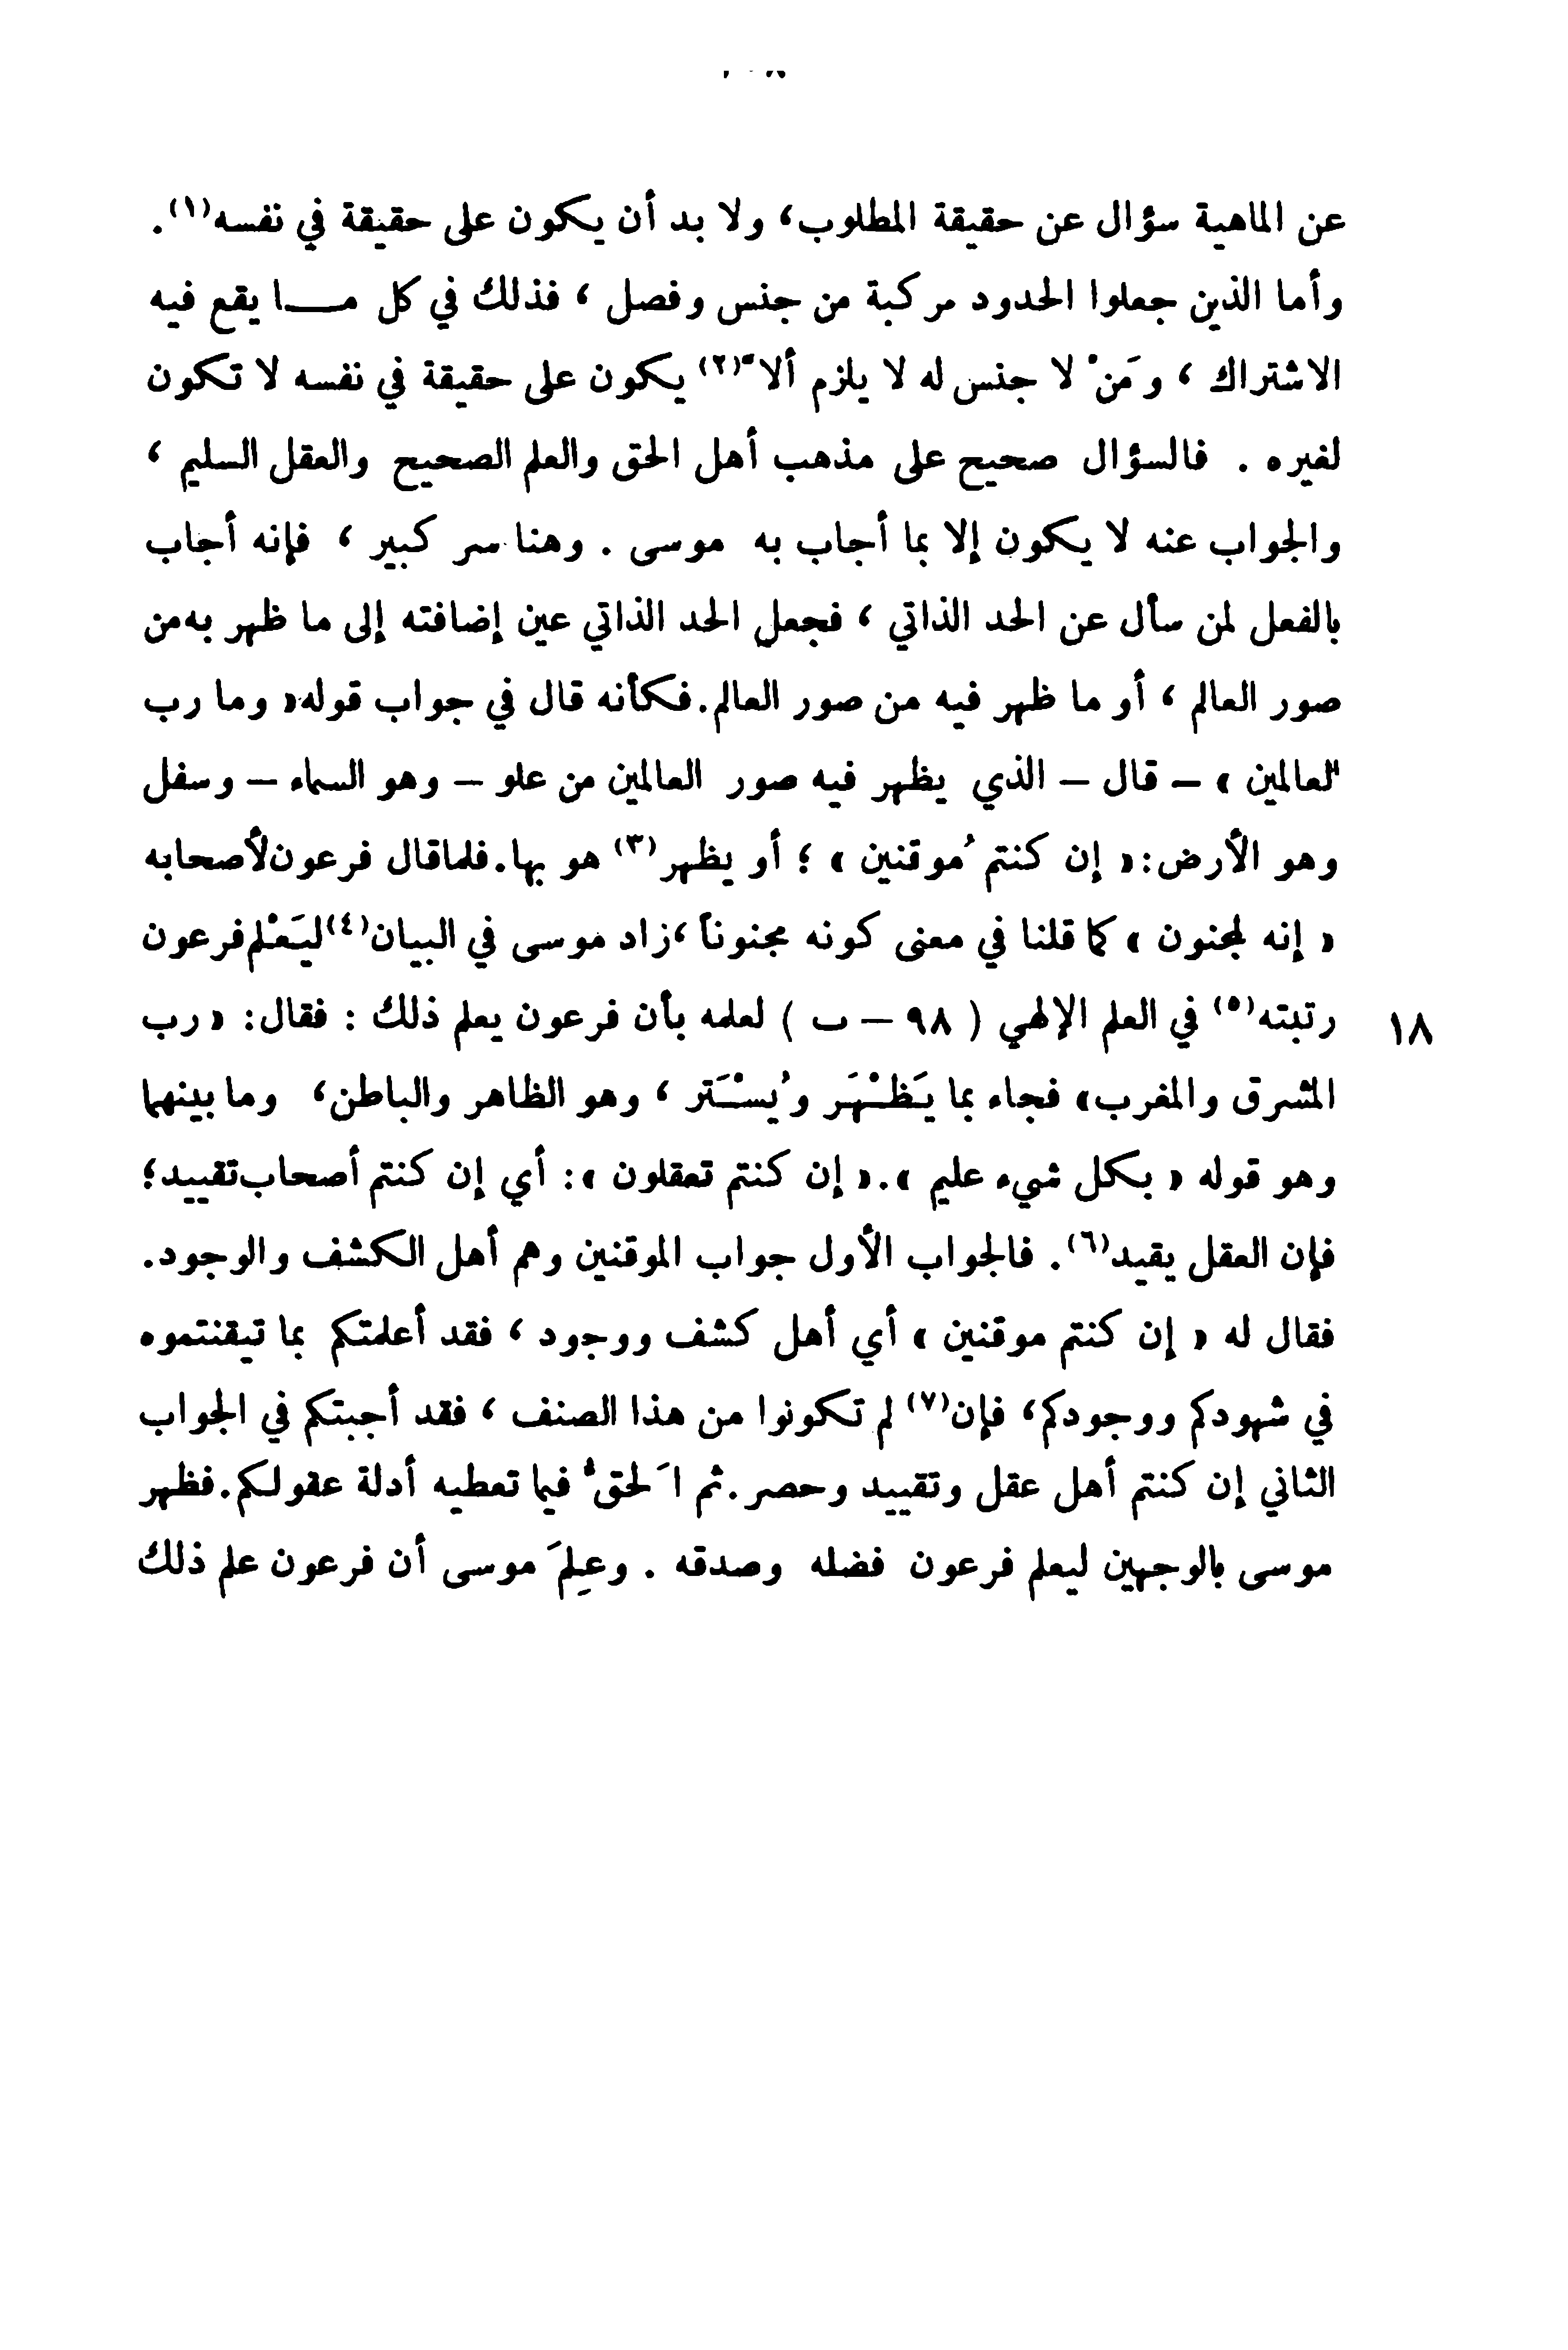 عن الماهية سؤال عن حقيقة المطلوب، ولا بد أن يكون على حقيقة في نفسه(١).
وأما الذين جعلوا الحدود مركبة من جنس وفصل ، فذلك في كل مـــا يقع فيه
الاشتراك ، ومَنْ لا جنس له لا يلزم ألا(٢) يكون على حقيقة في نفسه لا تكون
لغيره . فالسؤال صحيح على مذهب أهل الحق والعلم الصحيح والعقل السليم ،
والجواب عنه لا يكون إلا بما أجاب به موسى . وهنا سر كبير ، فإنه أجاب
بالفعل لمن سأل عن الحد الذاتي ، فجعل الحد الذاتي عين إضافته إلى ما ظهر به من
صور العالم ، أو ما ظهر فيه من صور العالم. فكأنه قال في جواب قوله « وما رب
العالمين » – قال – الذي يظهر فيه صور العالمين من علو – وهو السماء – وسفل
وهو الأرض: « إن كنتم مُوقنين » ؛ أو يظهر(٣) هو بها. فلما قال فرعون لأصحابه
« إنه لمجنون » كما قلنا في معنى كونه مجنوناً ، زاد موسى في البيان(٤) ليَعْلم فرعون
رتبته(٥) في العلم الإلهي ( ٩٨ – ب ) لعلمه بأن فرعون يعلم ذلك : فقال: « رب
١٨
المشرق والمغرب» فجاء بما يَظْهَر ويُسْتَر ، وهو الظاهر والباطن، وما بينهما
وهو قوله « بكل شيء عليم ». « إن كنتم تعقلون »: أي إن كنتم أصحاب تقييد؛
فإن العقل يقيد(٦). فالجواب الأول جواب الموقنين وهم أهل الكشف والوجود.
فقال له « إن كنتم موقنين » أي أهل كشف ووجود ، فقد أعلمتكم بما تيقنتموه
في شهودكم ووجودكم، فإن(٧) لم تكونوا من هذا الصنف ، فقد أجبتكم في الجواب
الثاني إن كنتم أهل عقل وتقييد وحصر. ثم الَحقُ فيما تعطيه أدلة عقولكم. فظهر
موسى بالوجهين ليعلم فرعون فضله وصدقه . وعلِمَ موسى أن فرعون علم ذلك